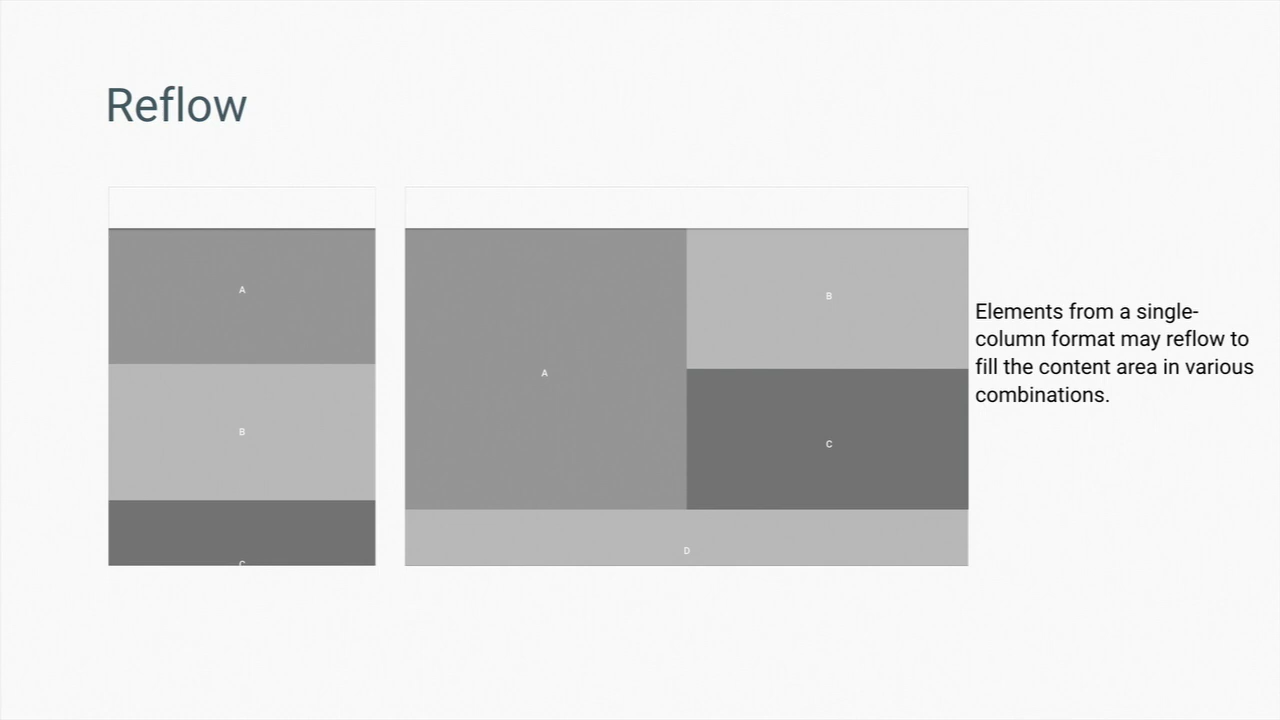 Reflow
A
B
C
A
B
C
D
Elements from a single-
column format may reflow to
fill the content area in various
combinations.